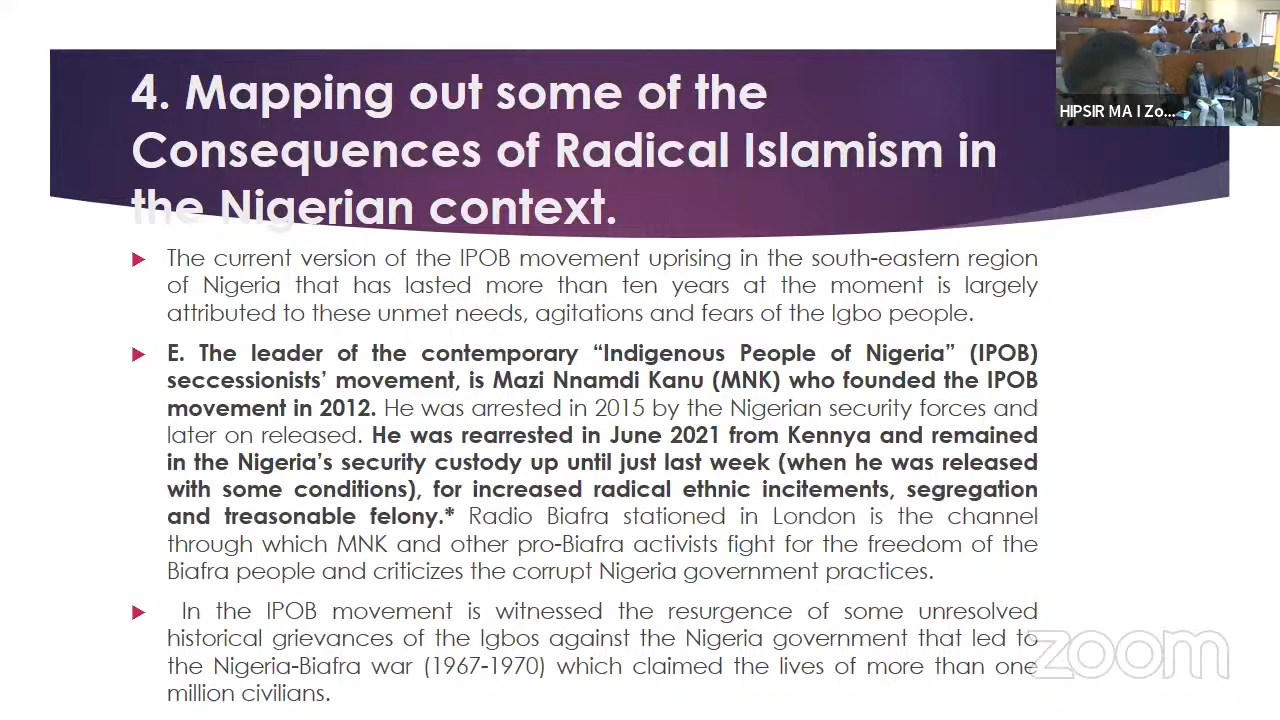 4. Mapping out some of the
Consequences of Radical Islamism in
the Nigerian context.
HIPSIR MA I Zo...
The current version of the IPOB movement uprising in the south-eastern region
of Nigeria that has lasted more than ten years at the moment is largely
attributed to these unmet needs, agitations and fears of the Igbo people.
E. The leader of the contemporary “Indigenous People of Nigeria” (IPOB)
seccessionists’ movement, is Mazi Nnamdi Kanu (MNK) who founded the IPOB
movement in 2012. He was arrested in 2015 by the Nigerian security forces and
later on released. He was rearrested in June 2021 from Kennya and remained
in the Nigeria’s security custody up until just last week (when he was released
with some conditions), for increased radical ethnic incitements, segregation
and treasonable felony.* Radio Biafra stationed in London is the channel
through which MNK and other pro-Biafra activists fight for the freedom of the
Biafra people and criticizes the corrupt Nigeria government practices.
In the IPOB movement is witnessed the resurgence of some unresolved
historical grievances of the Igbos against the Nigeria government that led to
the Nigeria-Biafra war (1967-1970) which claimed the lives of more than one
million civilians.
zoom